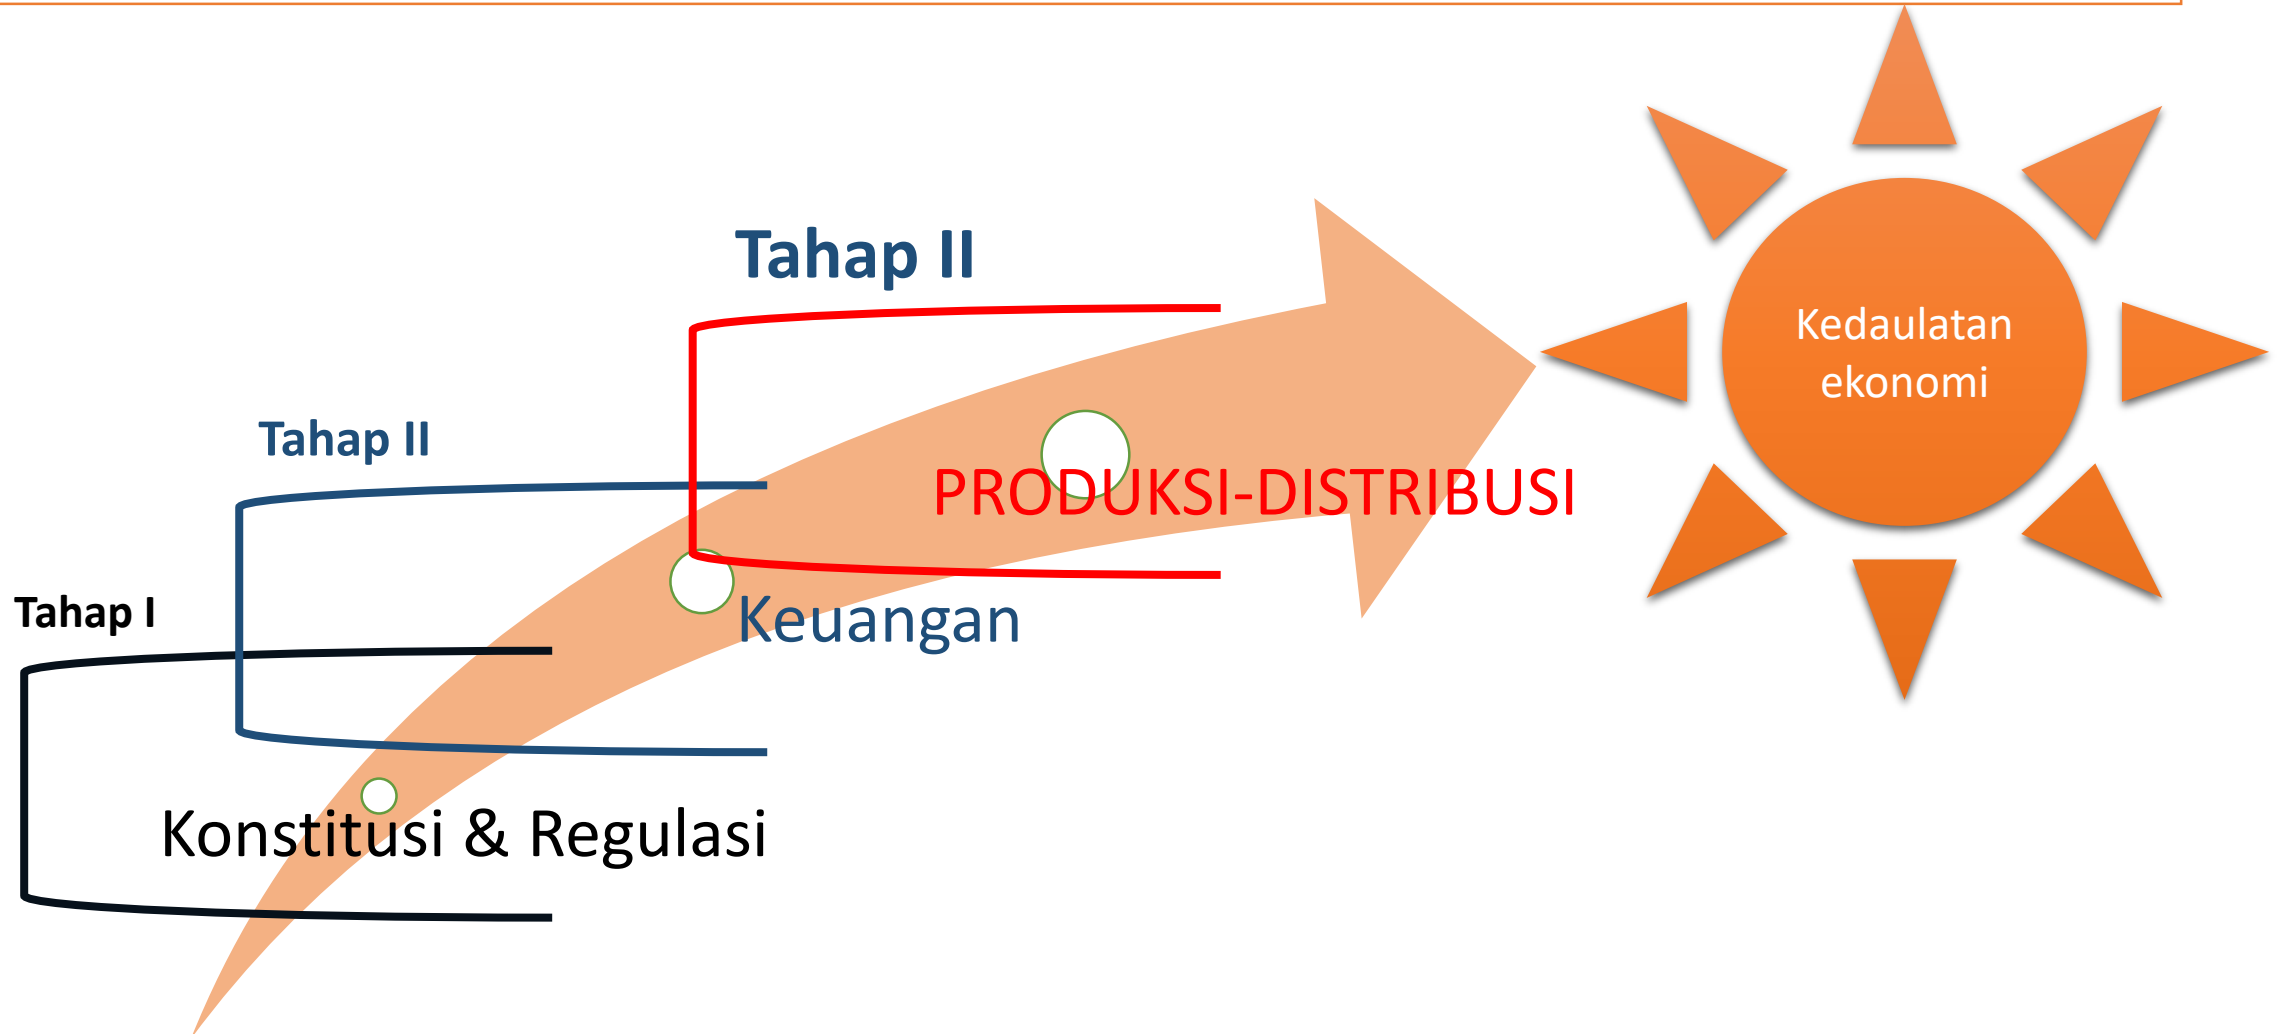 Tahap II
Kedaulatan
ekonomi
Tahap II
PRODUKSI-DISTRIBUSI
Tahap I
Keuangan
Konstitusi & Regulasi